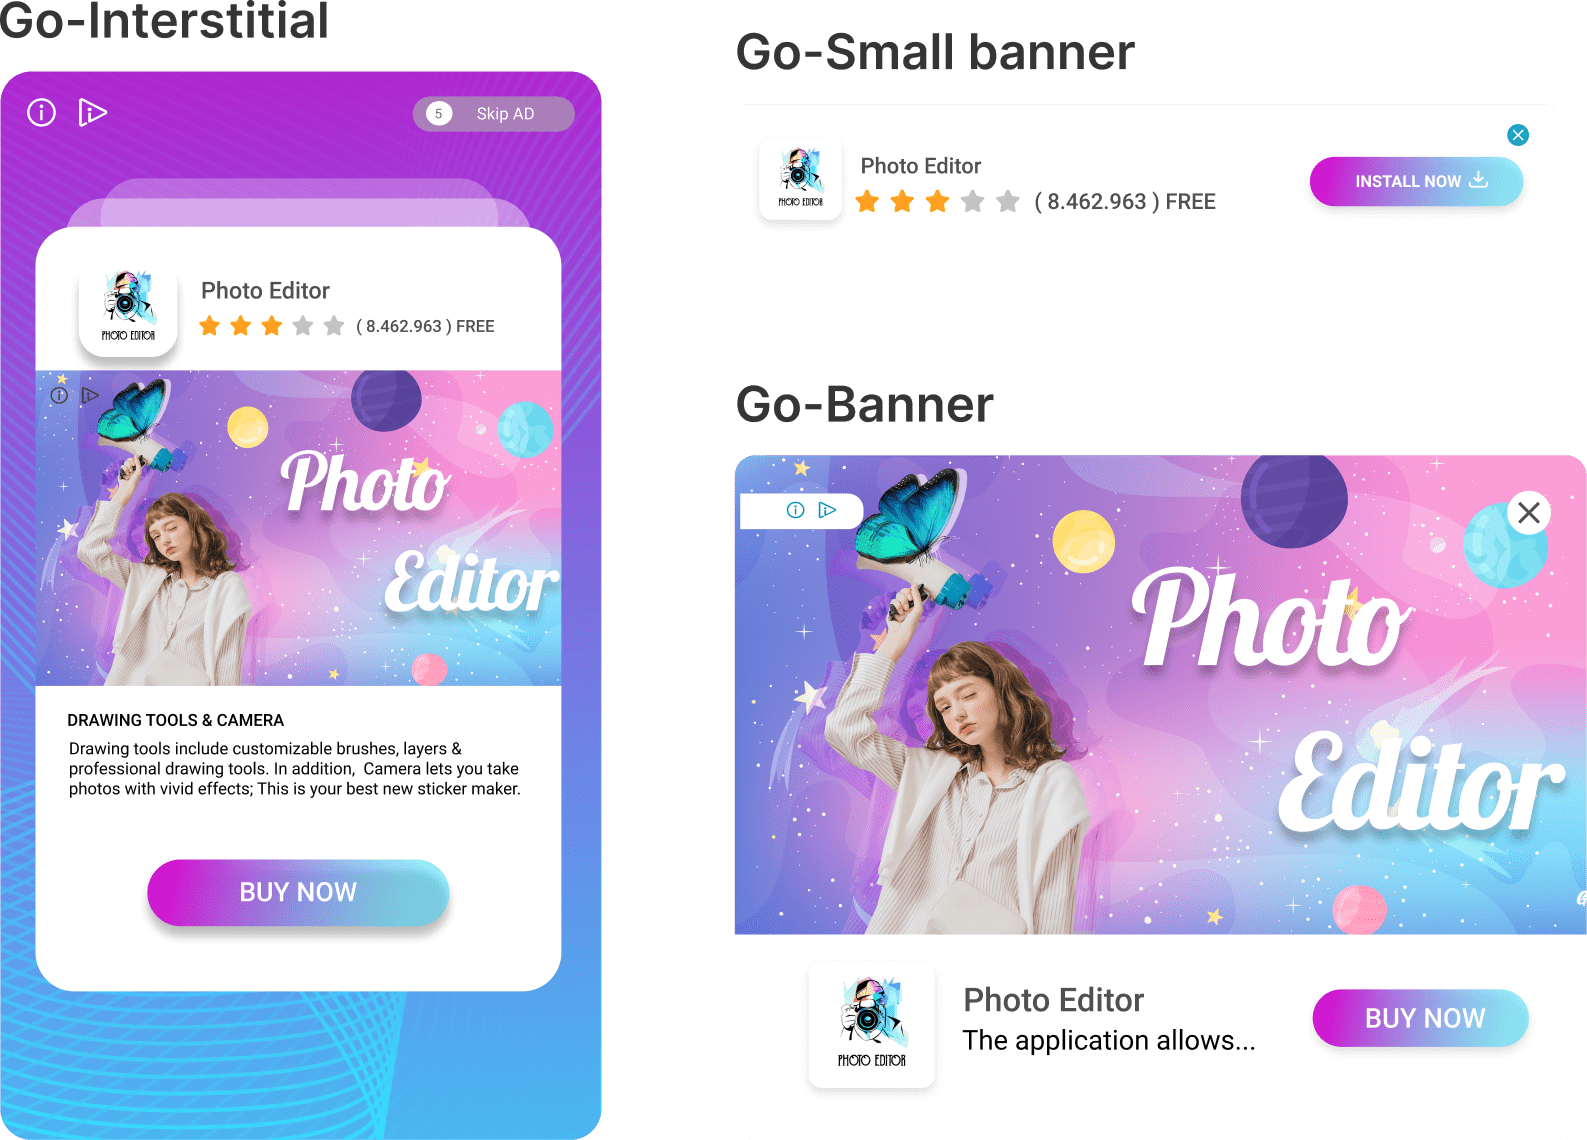 Go-Interstitial
5 Skip AD
PHOTO EDITOR
Photo Editor
( 8.462.963 ) FREE
Photo
Editor
DRAWING TOOLS & CAMERA
Drawing tools include customizable brushes, layers &
professional drawing tools. In addition,  Camera lets you take
photos with vivid effects; This is your best new sticker maker.
BUY NOW
Go-Small banner
PHOTO EDITOR
Photo Editor
( 8.462.963 ) FREE
INSTALL NOW
Go-Banner
Photo
Editor
PHOTO EDITOR
Photo Editor
The application allows...
BUY NOW